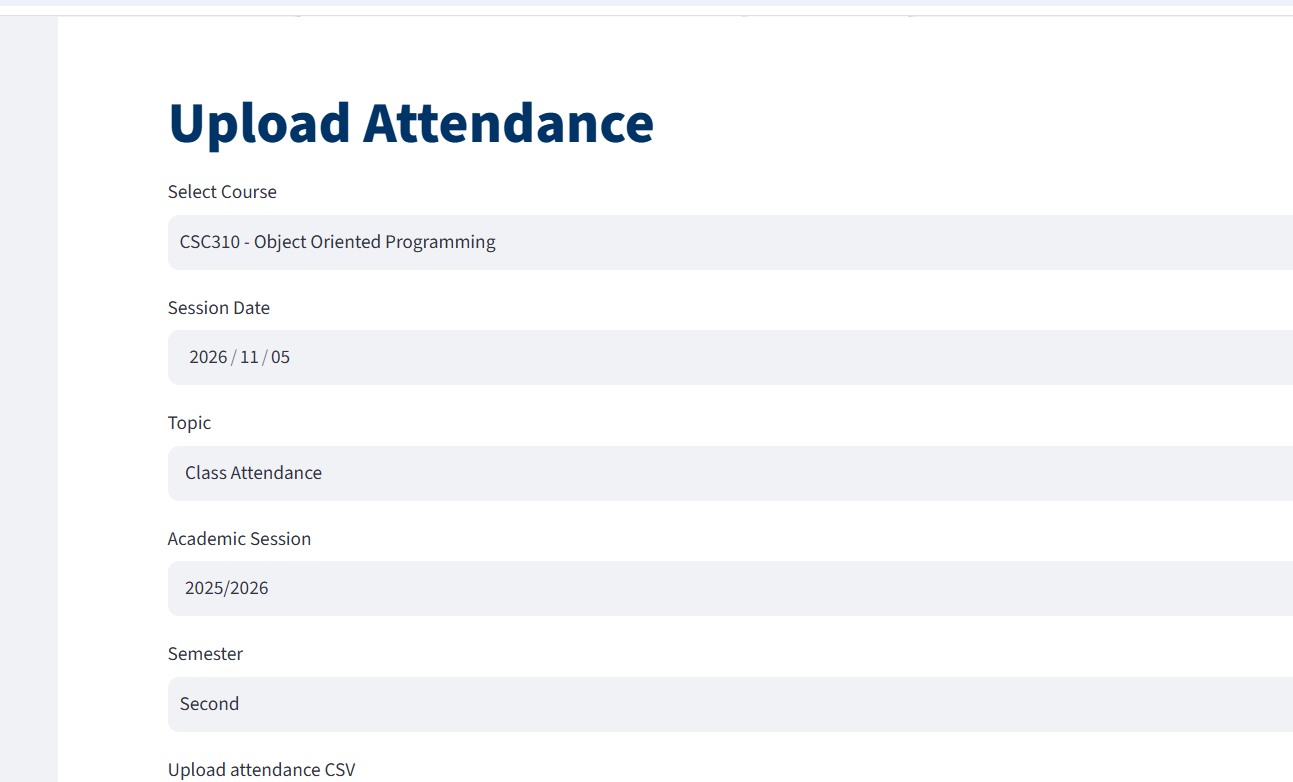 Upload Attendance
Select Course
CSC310 - Object Oriented Programming
Session Date
2026 / 11 / 05
Topic
Class Attendance
Academic Session
2025/2026
Semester
Second
Upload attendance CSV